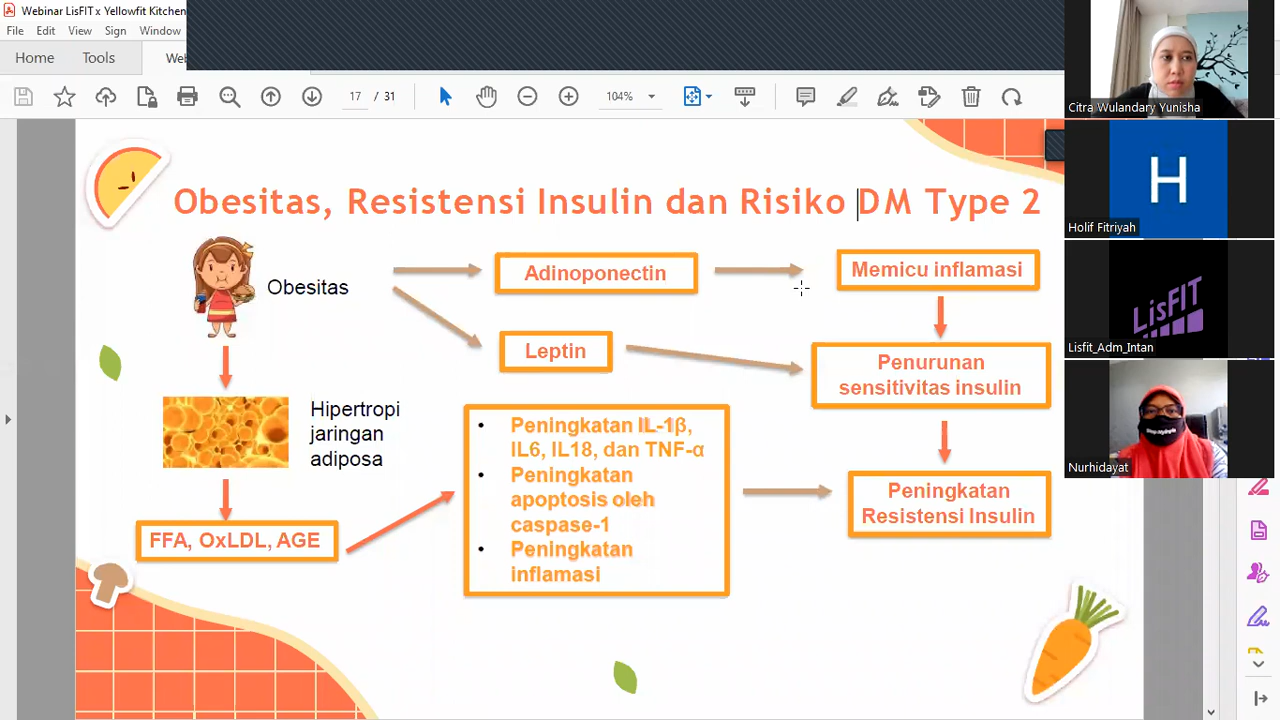 Webinar LisFIT x Yellowfit Kitchen
File Edit View Sign Window
Home Tools Web
17 / 31 104%
Obesitas, Resistensi Insulin dan Risiko DM Type 2
Obesitas
Adinoponectin
Memicu inflamasi
Leptin
Penurunan
sensitivitas insulin
Hipertropi
jaringan
adiposa
• Peningkatan IL-1β,
IL6, IL18, dan TNF-α
• Peningkatan
apoptosis oleh
caspase-1
• Peningkatan
inflamasi
Peningkatan
Resistensi Insulin
FFA, OxLDL, AGE
Citra Wulandary Yunisha
H
Holif Fitriyah
LisFIT
Lisfit_Adm_Intan
Nurhidayat